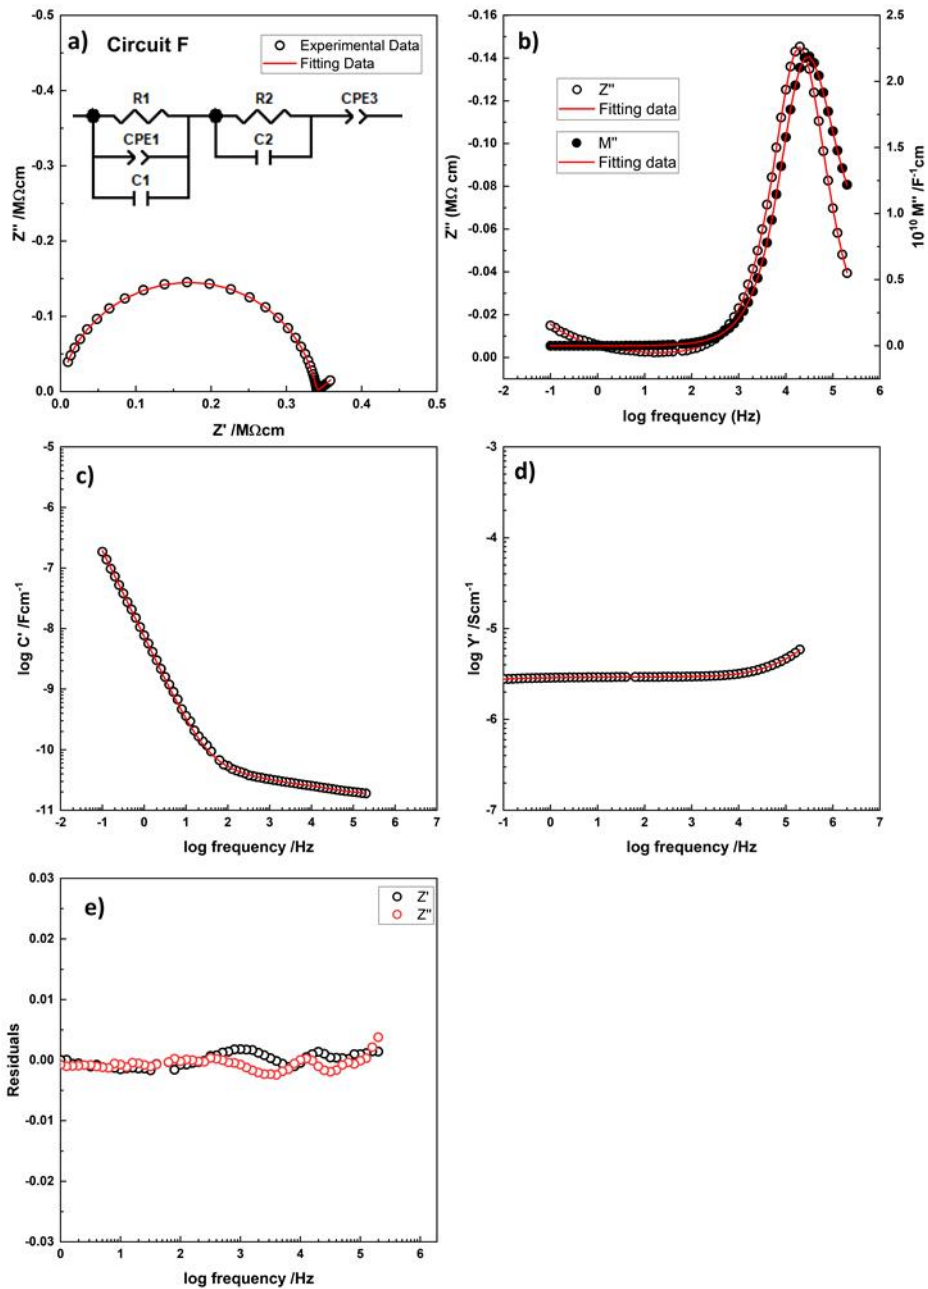 a) Circuit F
Experimental Data
Fitting Data
R1
CPE1
C1
R2
C2
CPE3
-0.5
-0.4
-0.3
-0.2
-0.1
0.0
Z'' /MΩcm
0.0 0.1 0.2 0.3 0.4 0.5
Z' /MΩcm
b)
Z''
Fitting data
M''
Fitting data
-0.16
-0.14
-0.12
-0.10
-0.08
-0.06
-0.04
-0.02
0.00
Z'' (MΩ cm)
2.5
2.0
1.5
1.0
0.5
0.0
10¹⁰ M'' /F⁻¹cm
-2 -1 0 1 2 3 4 5 6 7
log frequency (Hz)
c)
-5
-6
-7
-8
-9
-10
-11
log C' /Fcm⁻¹
-2 -1 0 1 2 3 4 5 6 7
log frequency /Hz
d)
-3
-4
-5
-6
-7
log Y' /Scm⁻¹
-1 0 1 2 3 4 5 6 7
log frequency /Hz
e)
Z'
Z''
0.03
0.02
0.01
0.00
-0.01
-0.02
-0.03
Residuals
0 1 2 3 4 5 6
log frequency /Hz